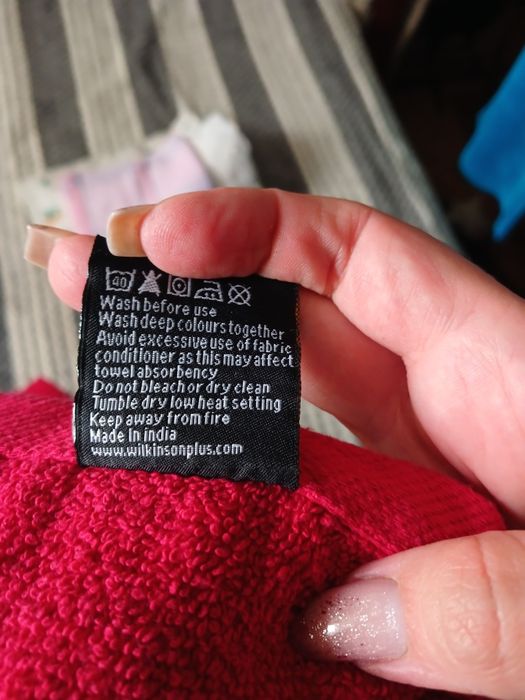 40
Wash before use
Wash deep colours together
Avoid excessive use of fabric
conditioner as this may affect
towel absorbency
Do not bleach or dry clean
Tumble dry low heat setting
Keep away from fire
Made In india
www.wilkinsonplus.com